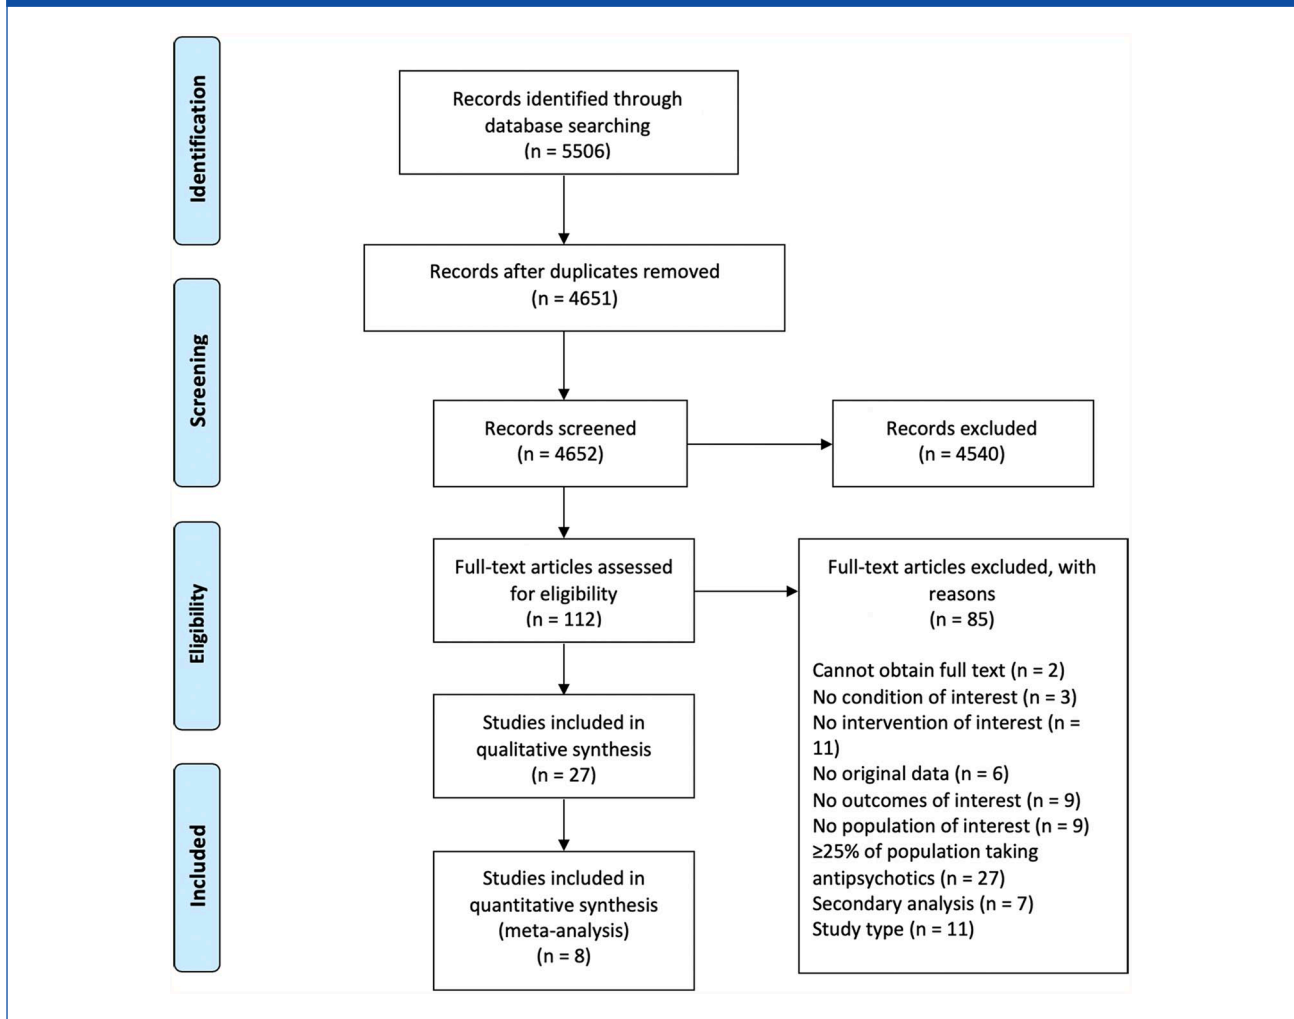 Identification
Records identified through
database searching
(n = 5506)
Records after duplicates removed
(n = 4651)
Screening
Records screened
(n = 4652)
Records excluded
(n = 4540)
Eligibility
Full-text articles assessed
for eligibility
(n = 112)
Full-text articles excluded, with
reasons
(n = 85)
Cannot obtain full text (n = 2)
No condition of interest (n = 3)
No intervention of interest (n =
11)
No original data (n = 6)
No outcomes of interest (n = 9)
No population of interest (n = 9)
≥25% of population taking
antipsychotics (n = 27)
Secondary analysis (n = 7)
Study type (n = 11)
Studies included in
qualitative synthesis
(n = 27)
Included
Studies included in
quantitative synthesis
(meta-analysis)
(n = 8)